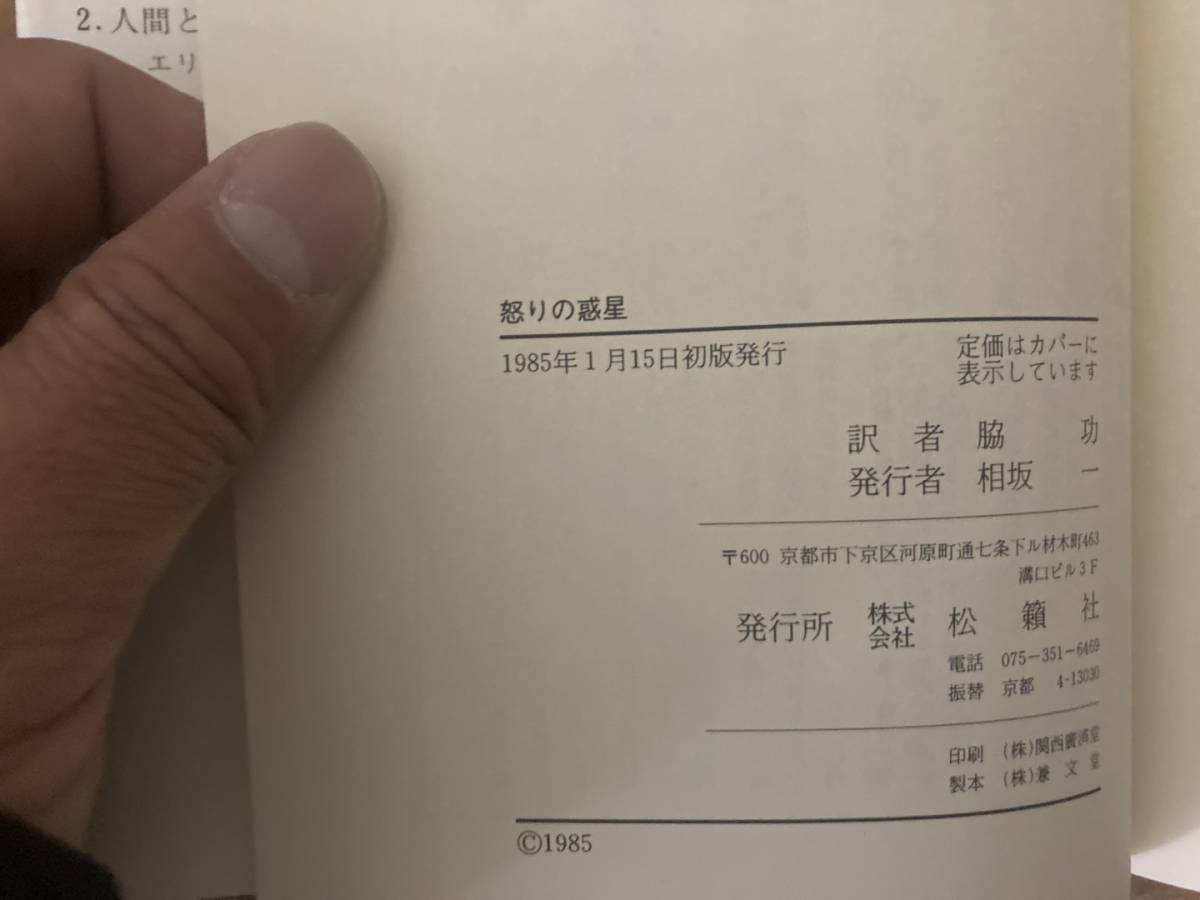 2. 人間と
エリ
怒りの惑星
1985年1月15日初版発行
定価はカバーに
表示しています
訳者 脇 功
発行者 相坂 一
〒600 京都市下京区河原町通七条下ル材木町463
溝口ビル3F
発行所 株式会社 松籟社
電話 075-351-6469
振替 京都 4-13030
印刷 (株)関西廣済堂
製本 (株)兼文堂
©1985